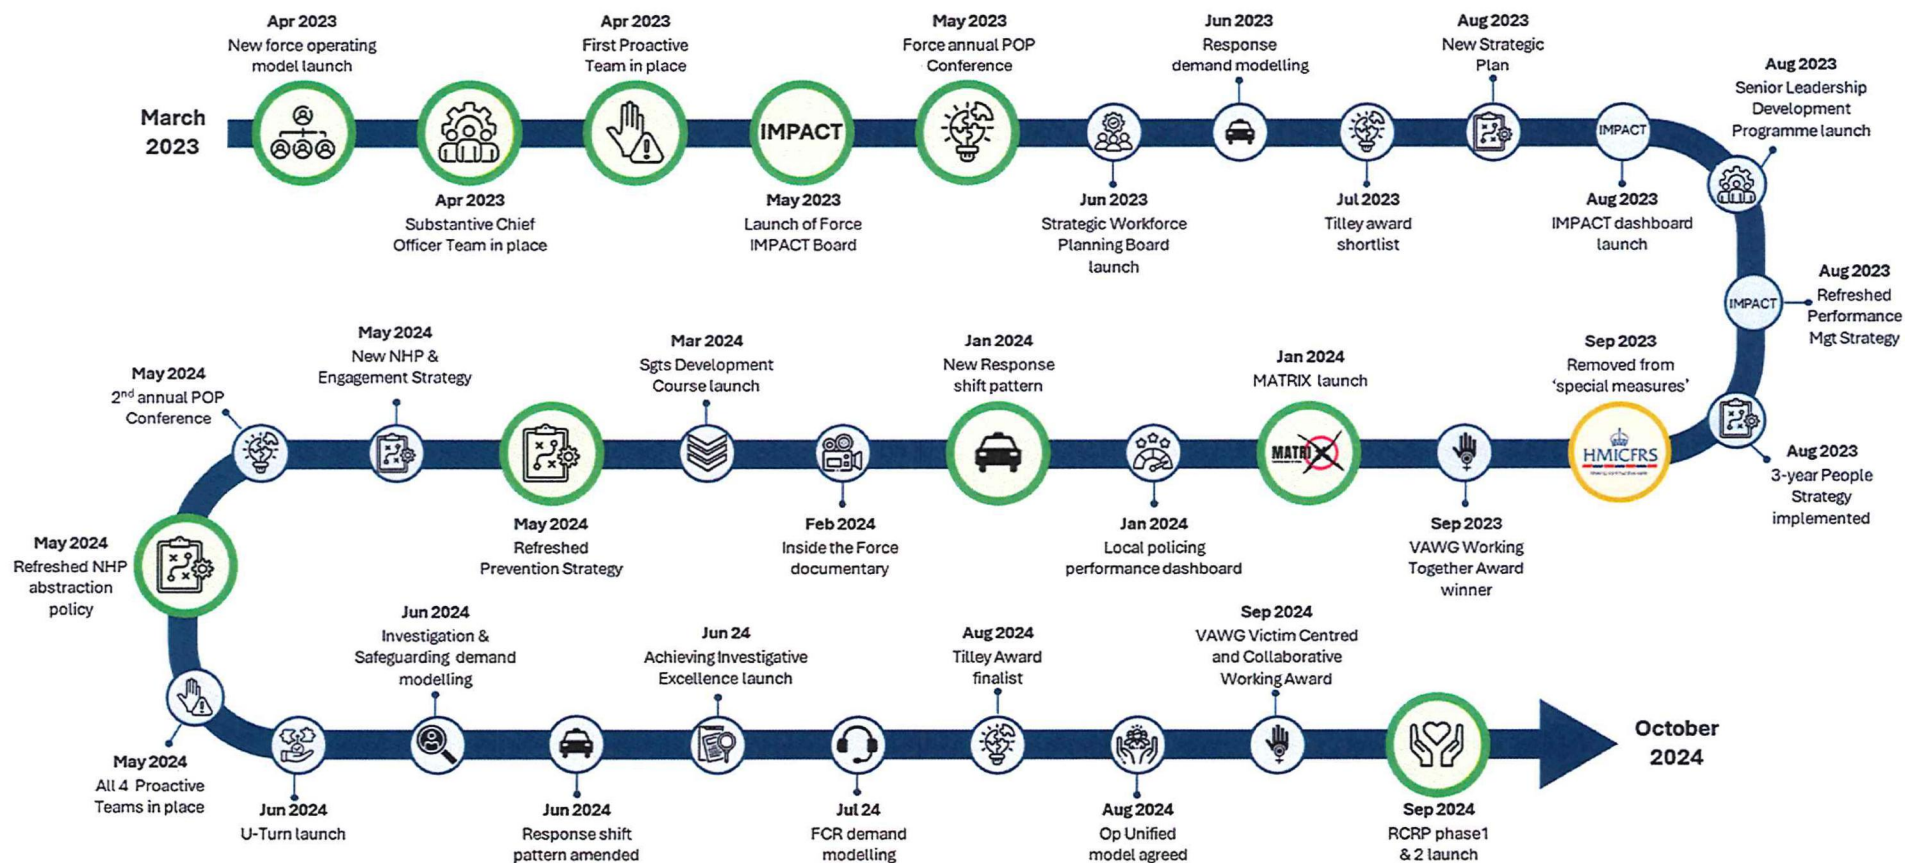 March
2023
Apr 2023
New force operating
model launch
Apr 2023
Substantive Chief
Officer Team in place
Apr 2023
First Proactive
Team in place
IMPACT
May 2023
Launch of Force
IMPACT Board
May 2023
Force annual POP
Conference
Jun 2023
Strategic Workforce
Planning Board
launch
Jun 2023
Response
demand modelling
Jul 2023
Tilley award
shortlist
Aug 2023
New Strategic
Plan
IMPACT
Aug 2023
IMPACT dashboard
launch
Aug 2023
Senior Leadership
Development
Programme launch
IMPACT
Aug 2023
Refreshed
Performance
Mgt Strategy
Aug 2023
3-year People
Strategy
implemented
Sep 2023
Removed from
‘special measures’
HMICFRS
Sep 2023
VAWG Working
Together Award
winner
Jan 2024
MATRIX launch
MATRIX
Jan 2024
Local policing
performance dashboard
Jan 2024
New Response
shift pattern
Feb 2024
Inside the Force
documentary
Mar 2024
Sgts Development
Course launch
May 2024
Refreshed
Prevention Strategy
May 2024
New NHP &
Engagement Strategy
May 2024
2nd annual POP
Conference
May 2024
Refreshed NHP
abstraction
policy
May 2024
All 4 Proactive
Teams in place
Jun 2024
U-Turn launch
Jun 2024
Investigation &
Safeguarding demand
modelling
Jun 2024
Response shift
pattern amended
Jun 24
Achieving Investigative
Excellence launch
Jul 24
FCR demand
modelling
Aug 2024
Tilley Award
finalist
Aug 2024
Op Unified
model agreed
Sep 2024
VAWG Victim Centred
and Collaborative
Working Award
Sep 2024
RCRP phase1
& 2 launch
October
2024